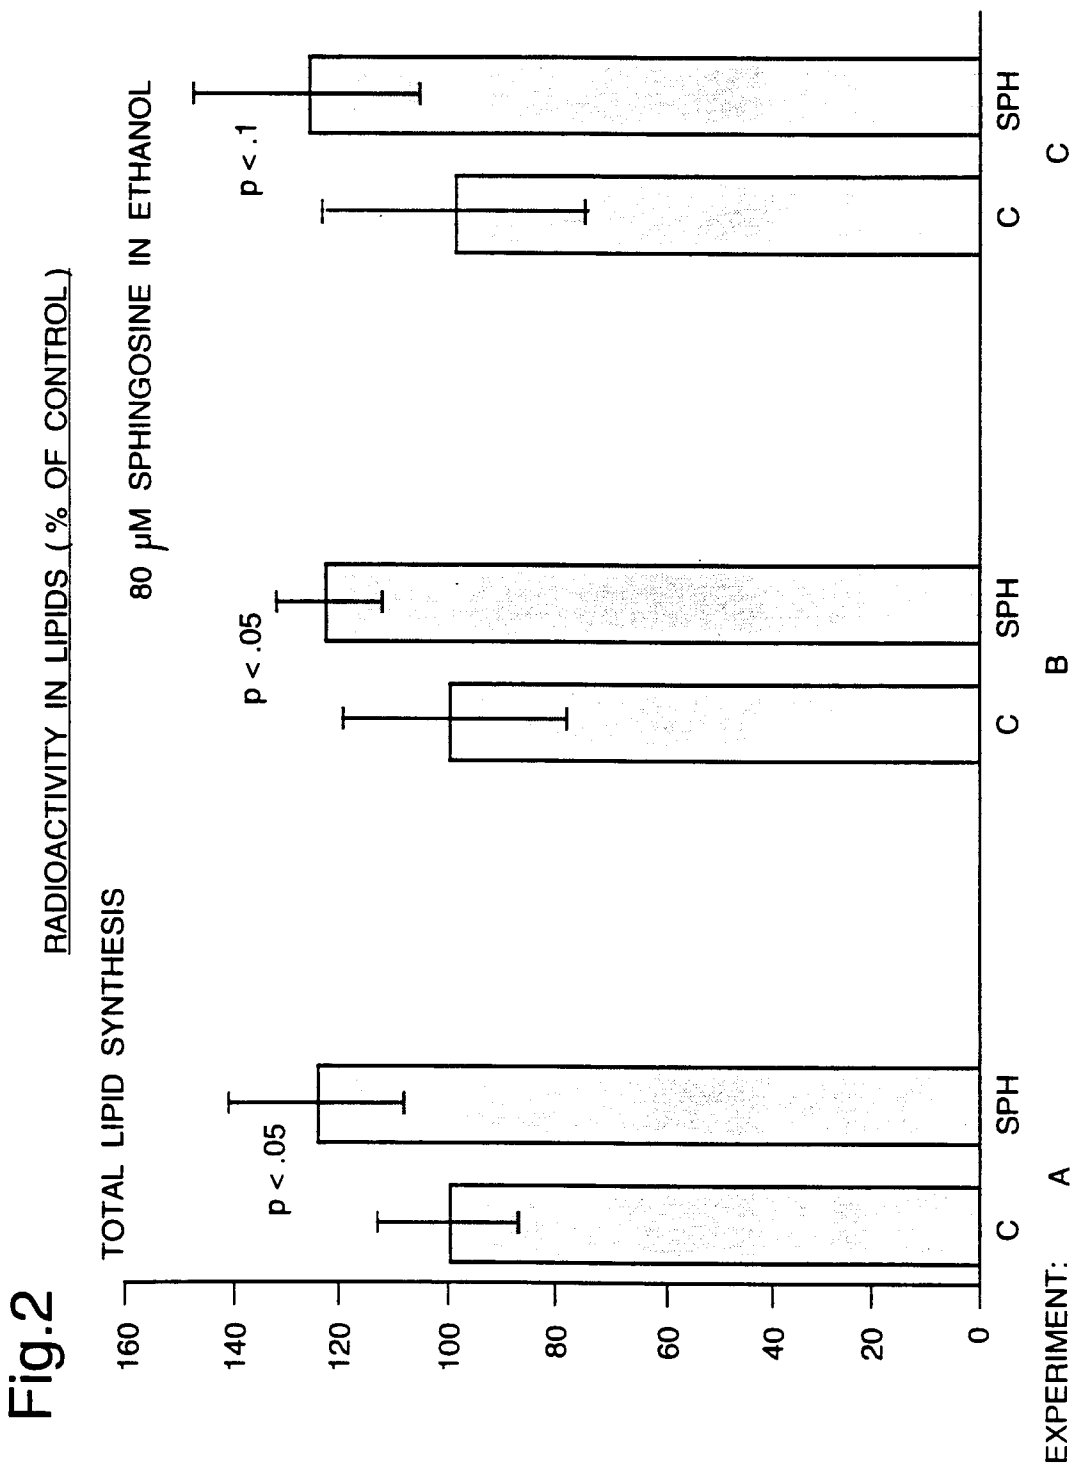 Fig.2
RADIOACTIVITY IN LIPIDS (% OF CONTROL)
TOTAL LIPID SYNTHESIS
80 µM SPHINGOSINE IN ETHANOL
160
140
120
100
80
60
40
20
0
p < .05
p < .05
p < .1
C SPH C SPH C SPH
EXPERIMENT: A B C